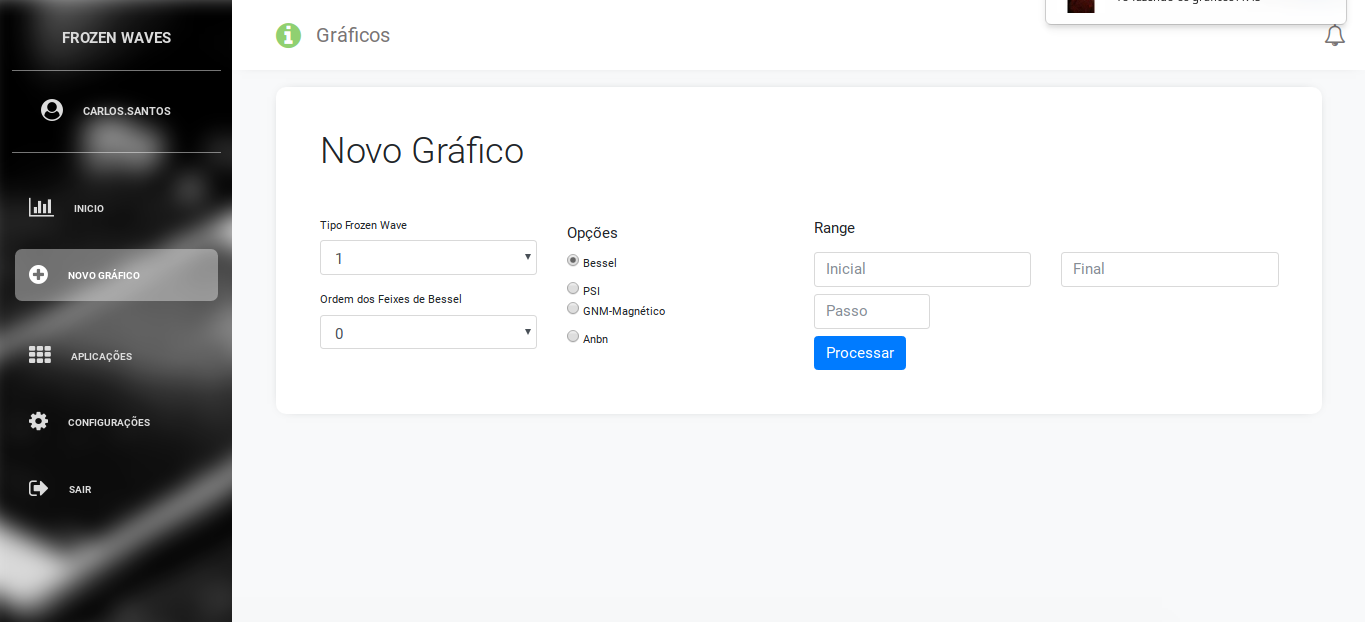 FROZEN WAVES
CARLOS.SANTOS
INICIO
NOVO GRÁFICO
APLICAÇÕES
CONFIGURAÇÕES
SAIR
Gráficos
Novo Gráfico
Tipo Frozen Wave
1
Ordem dos Feixes de Bessel
0
Opções
Bessel
PSI
GNM-Magnético
Anbn
Range
Inicial
Final
Passo
Processar